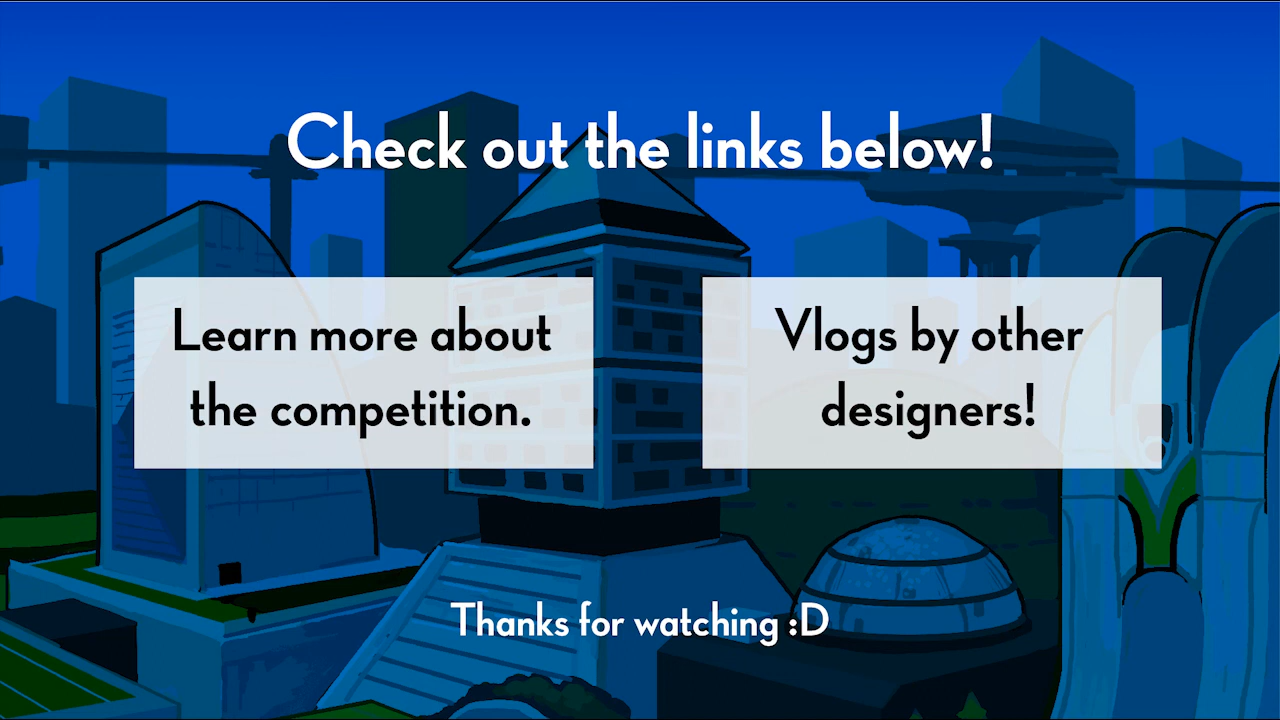 Check out the links below!
Learn more about
the competition.
Vlogs by other
designers!
Thanks for watching :D